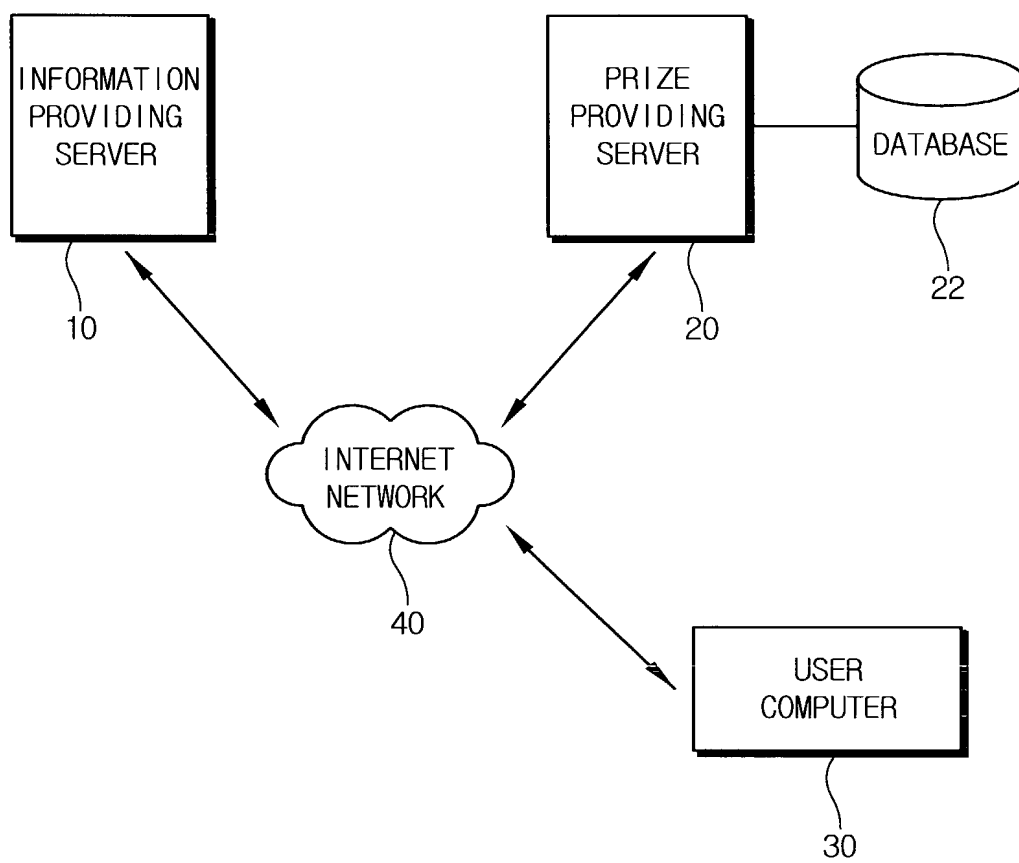 INFORMATION
PROVIDING
SERVER
10
PRIZE
PROVIDING
SERVER
20
DATABASE
22
INTERNET
NETWORK
40
USER
COMPUTER
30